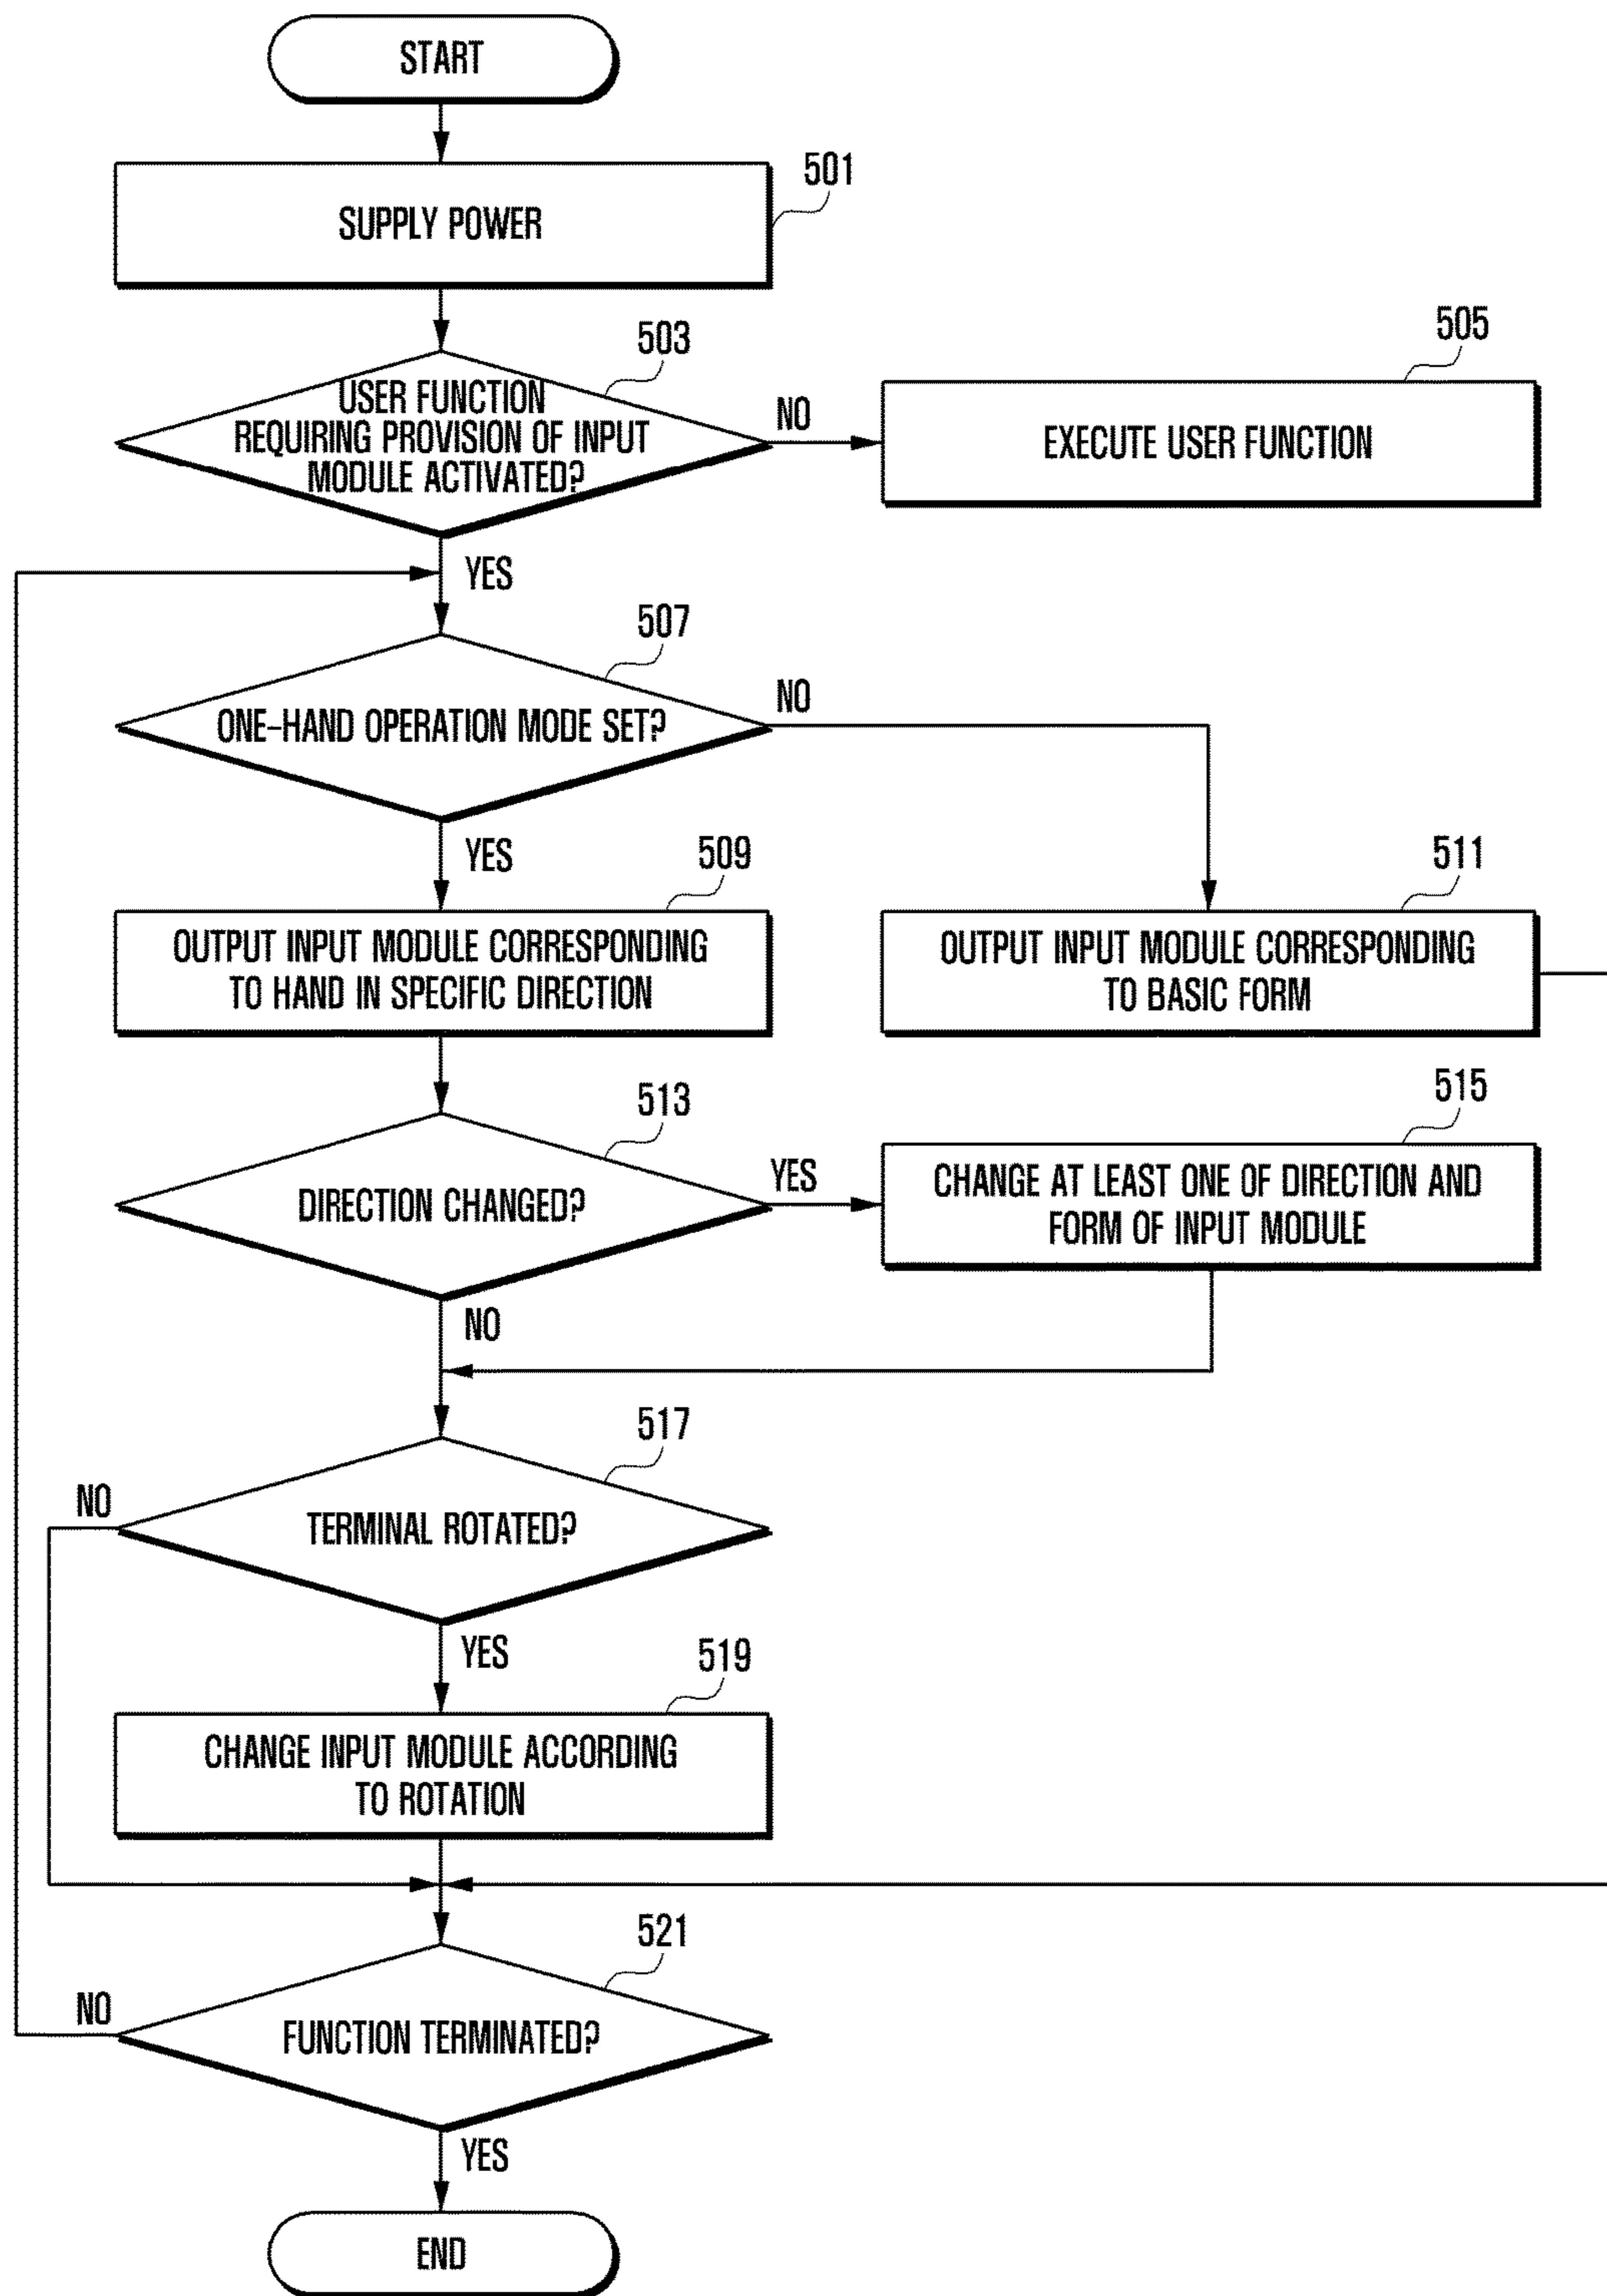 START
501
SUPPLY POWER
503
505
USER FUNCTION
REQUIRING PROVISION OF INPUT
MODULE ACTIVATED?
NO
EXECUTE USER FUNCTION
YES
507
ONE-HAND OPERATION MODE SET?
NO
YES
509
511
OUTPUT INPUT MODULE CORRESPONDING
TO HAND IN SPECIFIC DIRECTION
OUTPUT INPUT MODULE CORRESPONDING
TO BASIC FORM
513
515
DIRECTION CHANGED?
YES
CHANGE AT LEAST ONE OF DIRECTION AND
FORM OF INPUT MODULE
NO
517
NO
TERMINAL ROTATED?
YES
519
CHANGE INPUT MODULE ACCORDING
TO ROTATION
521
NO
FUNCTION TERMINATED?
YES
END